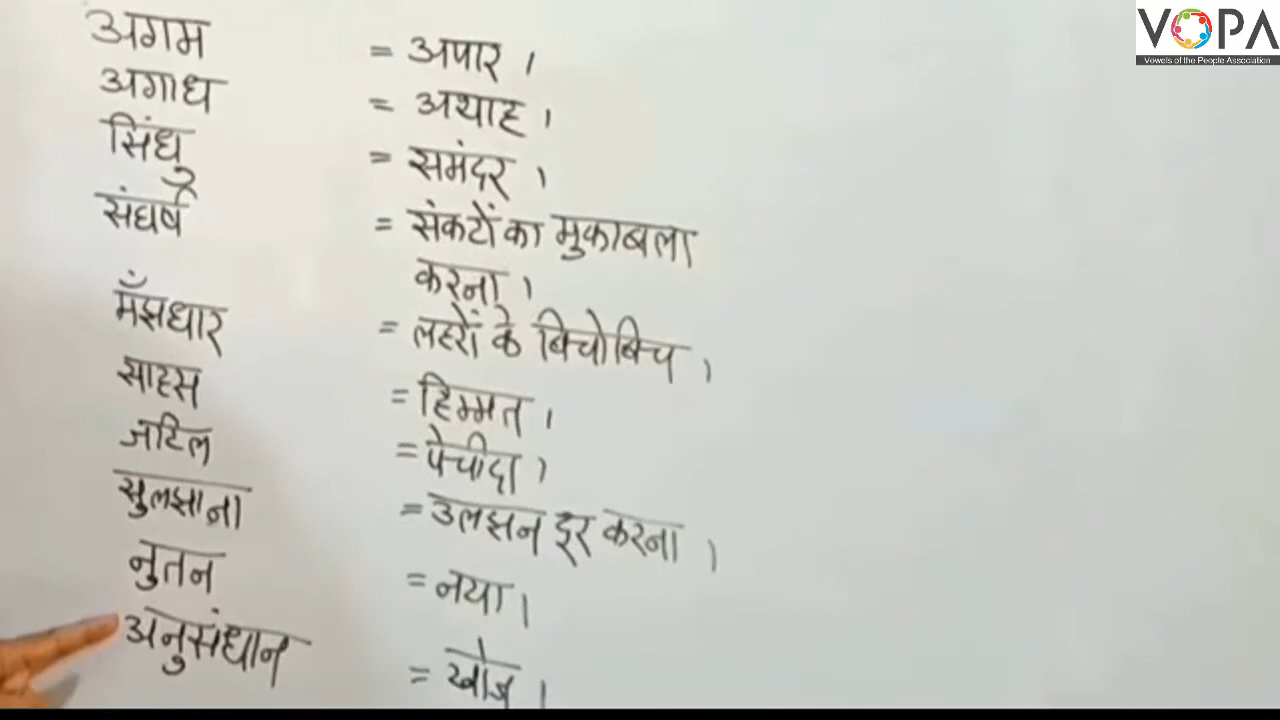 VOPA
Vowels of the People Association
अगम = अपार ।
अगाध = अथाह ।
सिंधु = समंदर ।
संघर्ष = संकटों का मुकाबला
करना ।
मँझधार = लहरों के बिचोबिच ।
साहस = हिम्मत ।
जटिल = पेचीदा ।
सुलझाना = उलझन दूर करना ।
नुतन = नया ।
अनुसंधान = खोज ।